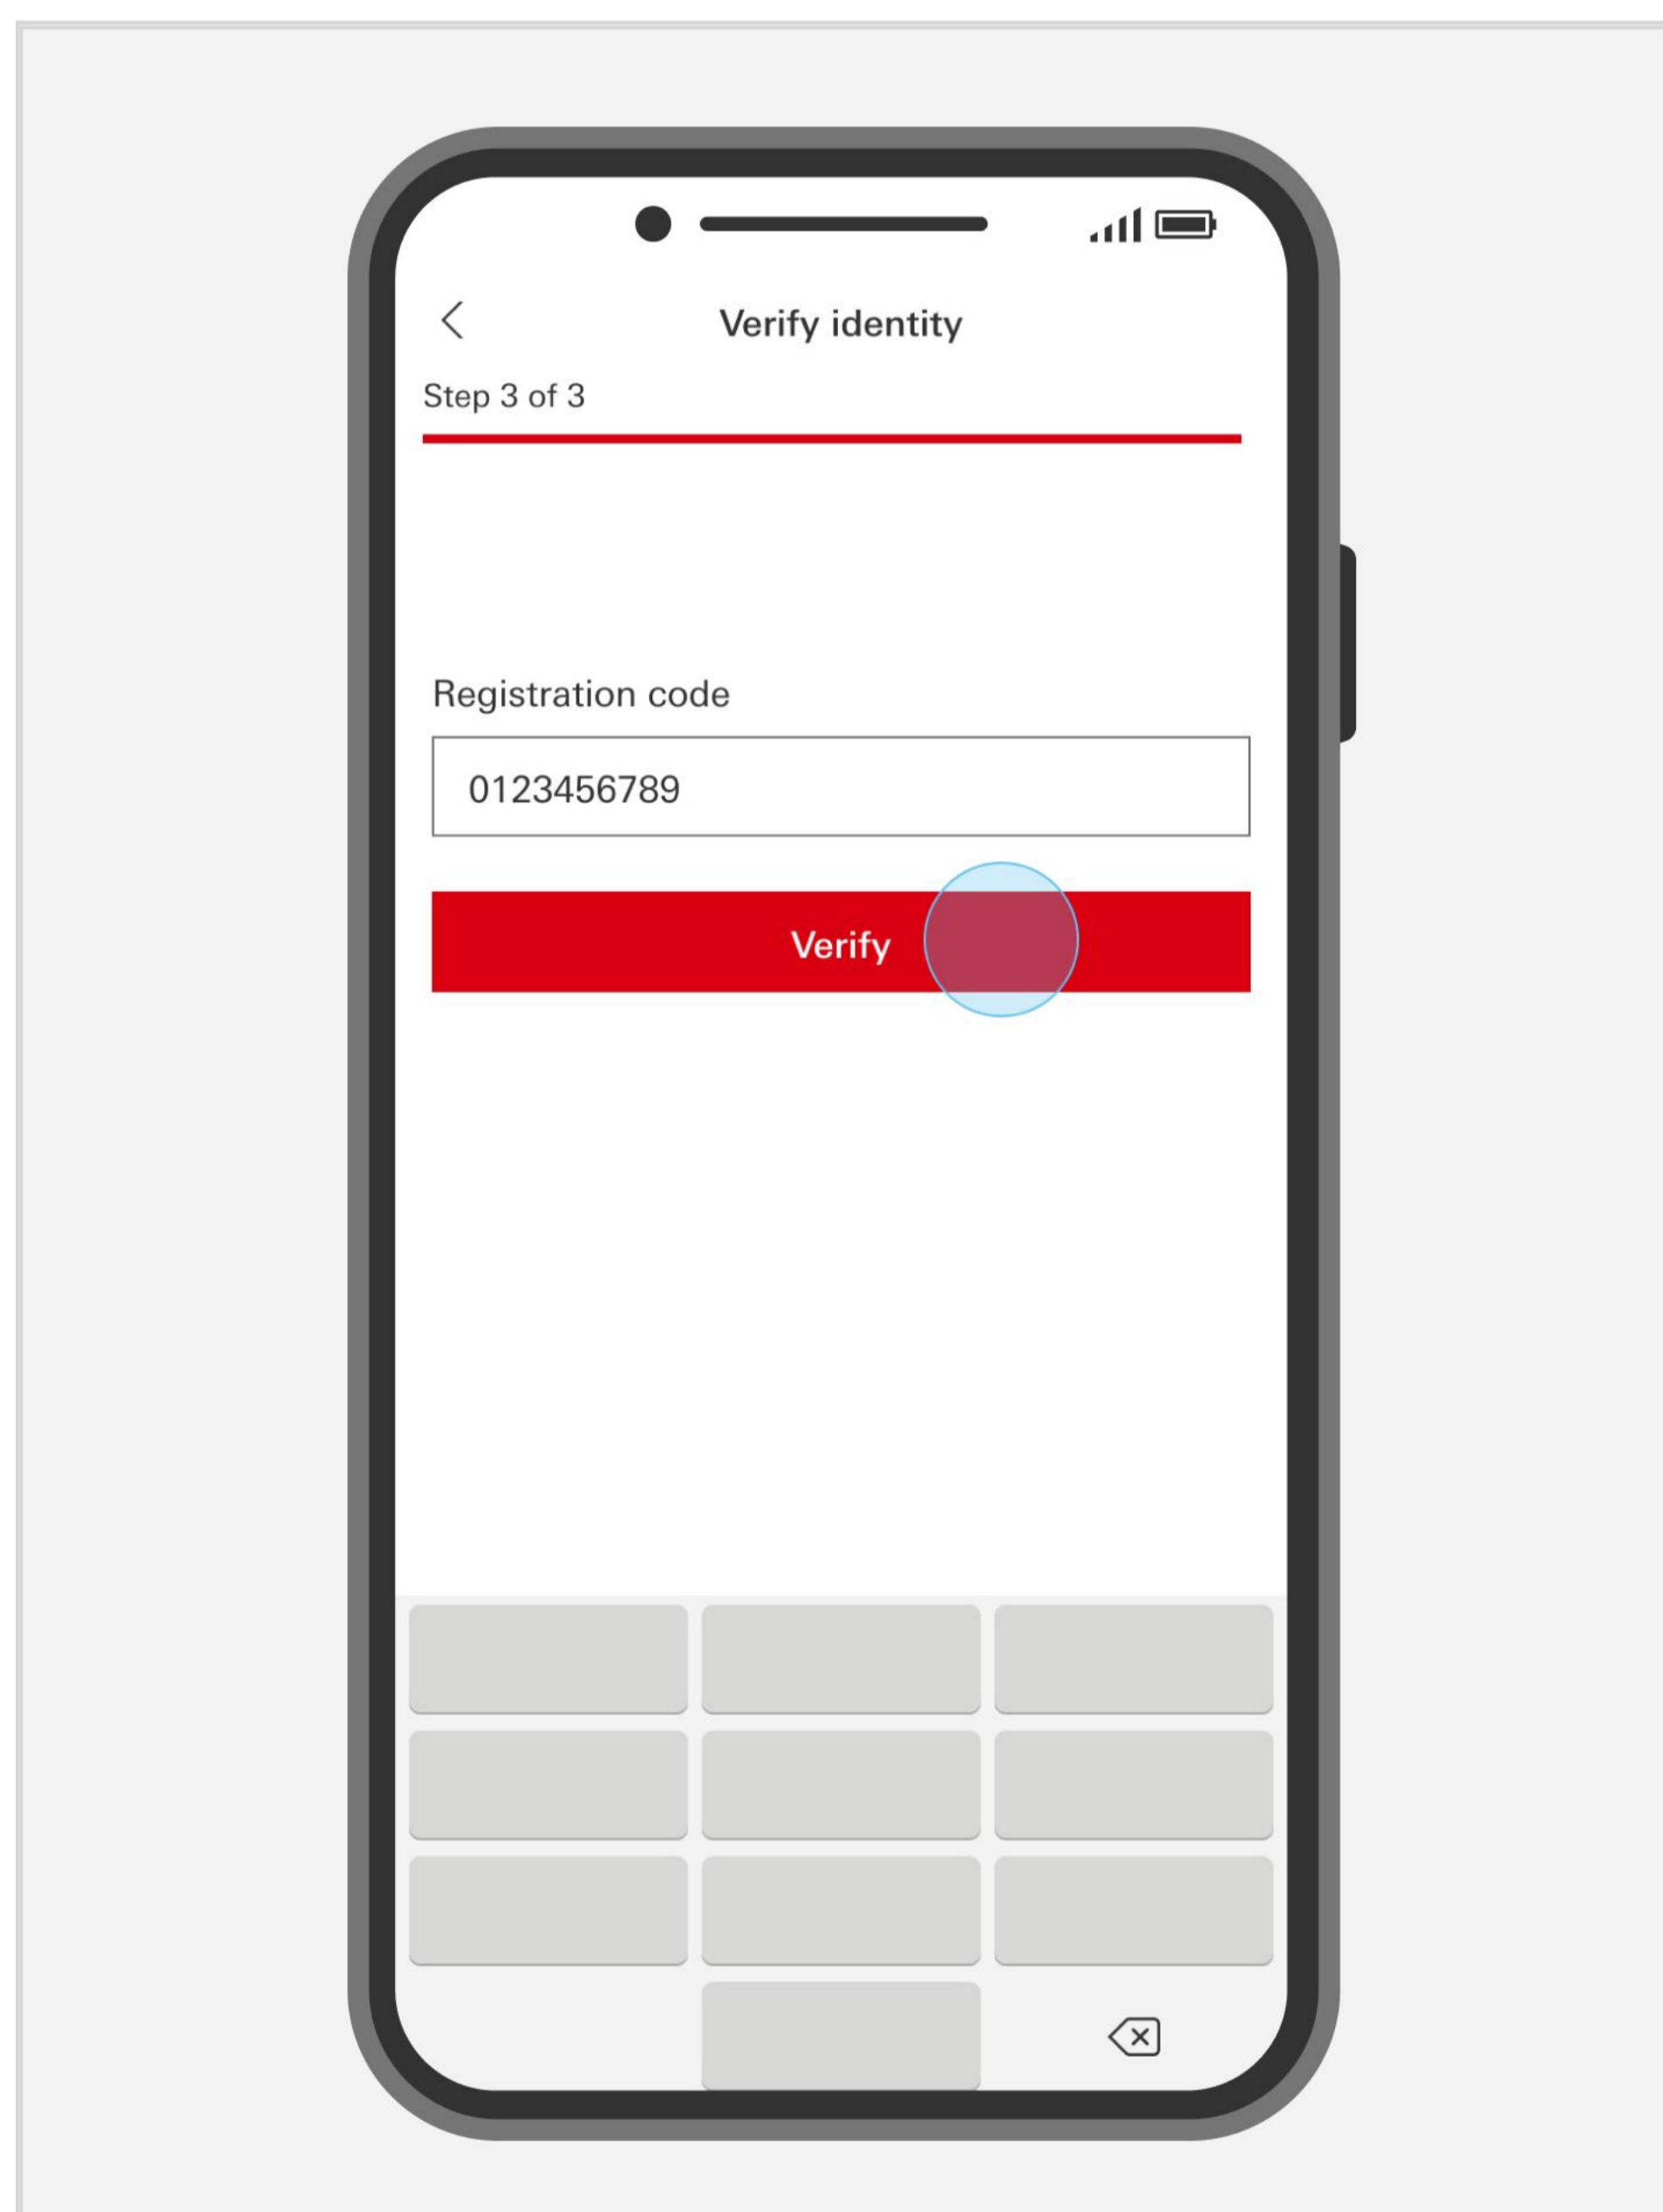 Verify identity
Step 3 of 3
Registration code
0123456789
Verify